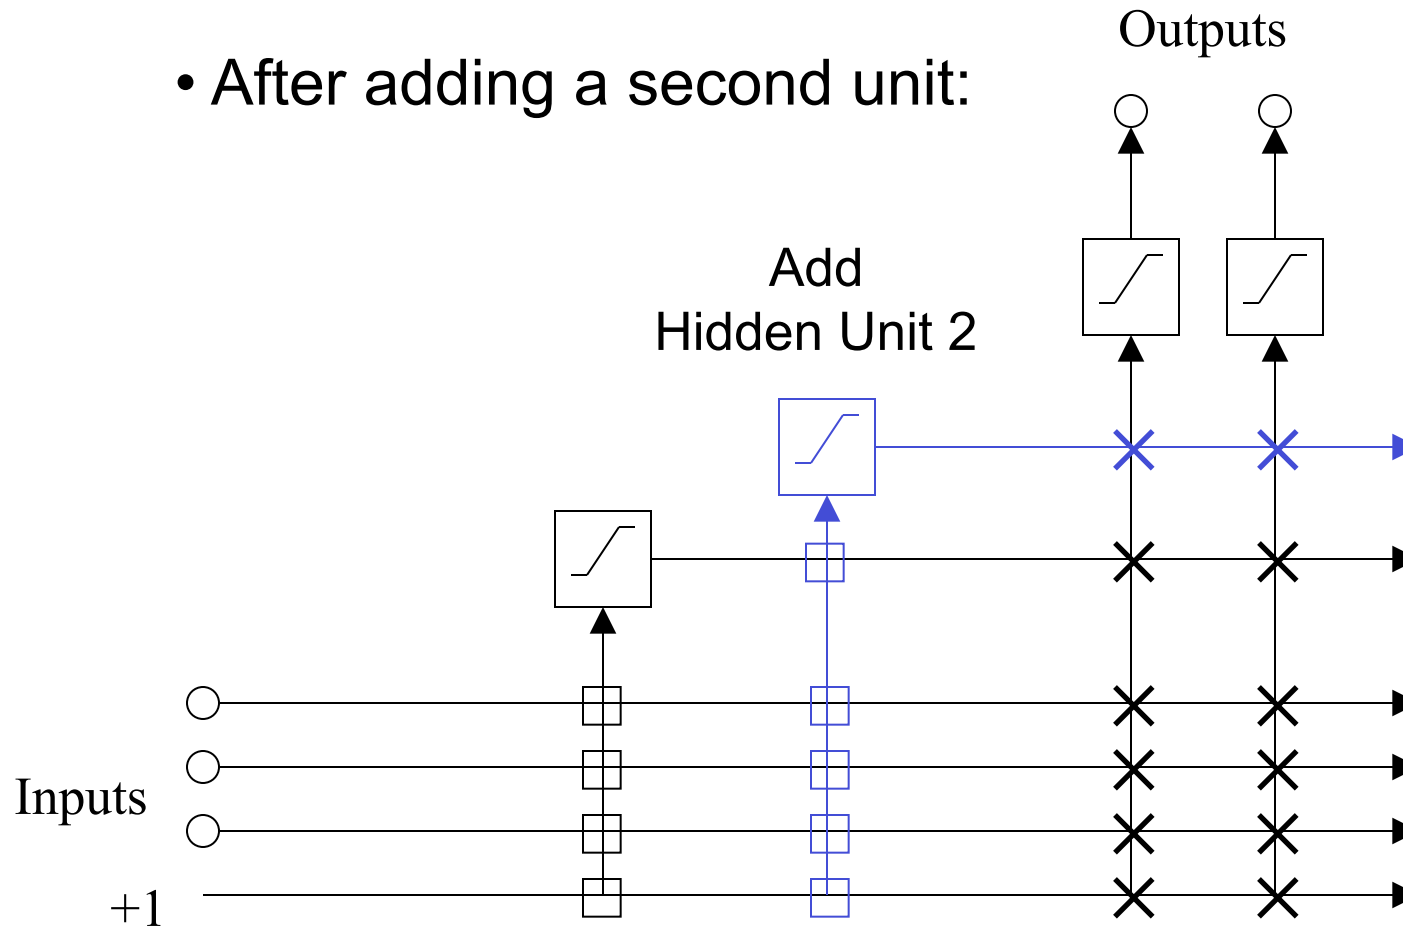 Outputs
• After adding a second unit:
Add
Hidden Unit 2
Inputs
+1